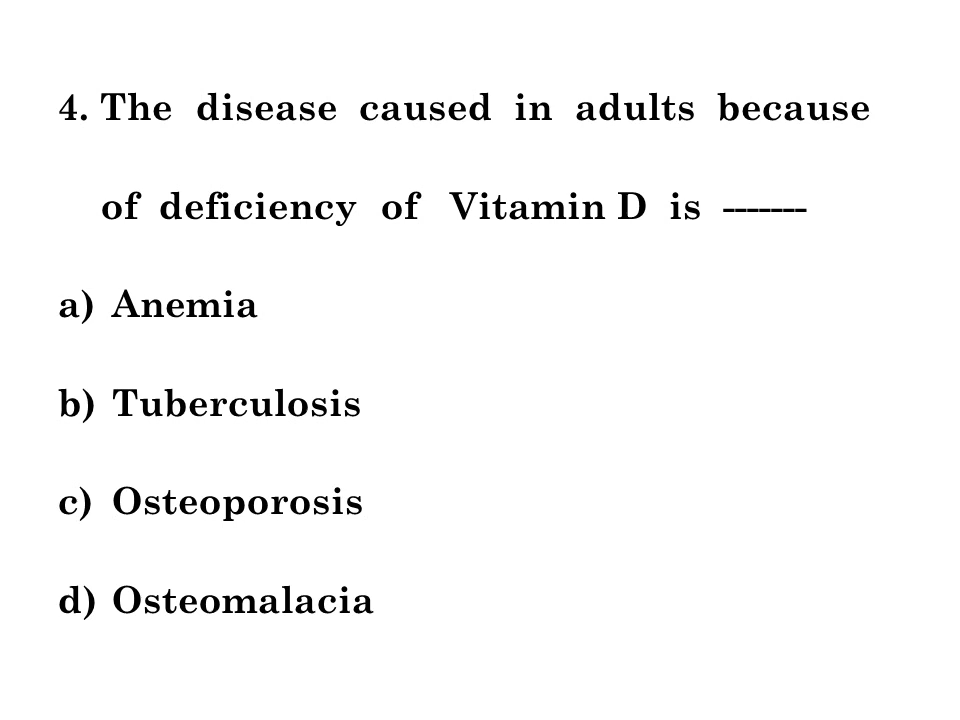 4. The disease caused in adults because
of deficiency of Vitamin D is -------
a) Anemia
b) Tuberculosis
c) Osteoporosis
d) Osteomalacia